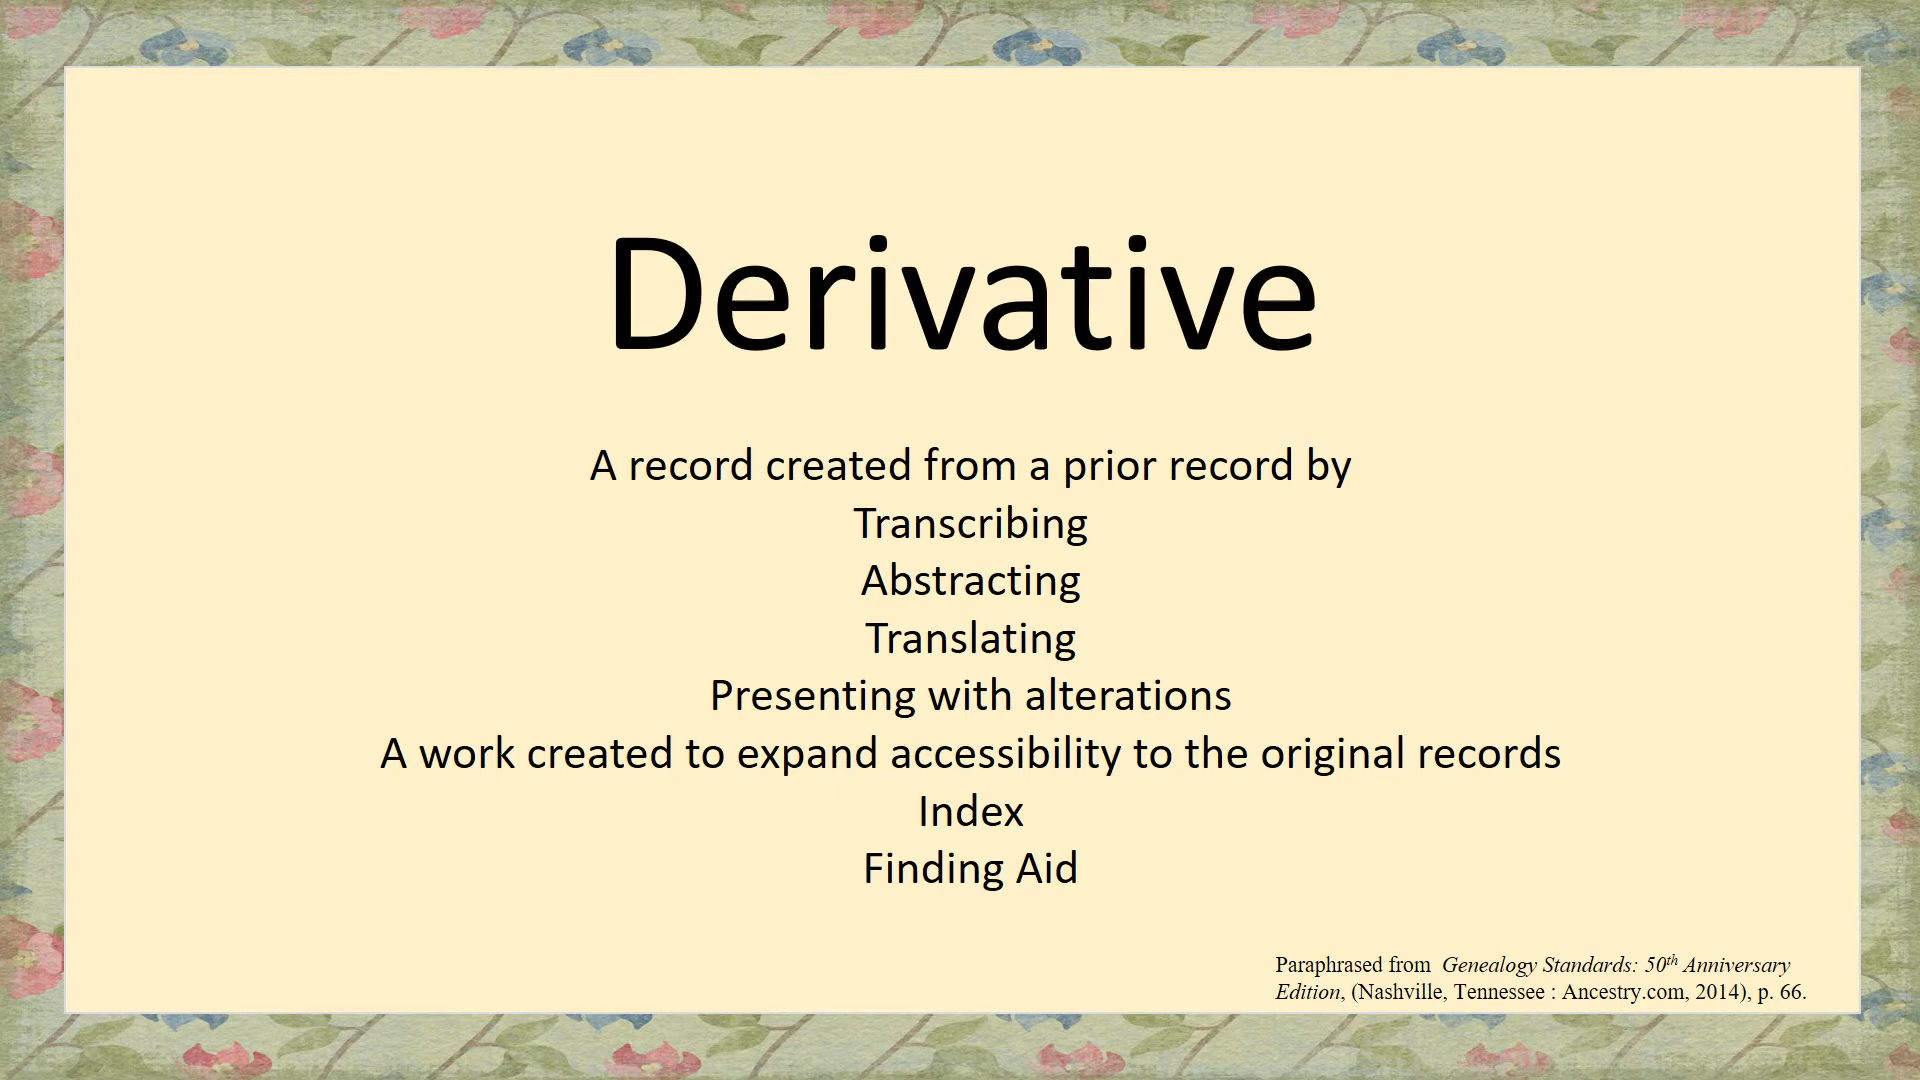 Derivative
A record created from a prior record by
Transcribing
Abstracting
Translating
Presenting with alterations
A work created to expand accessibility to the original records
Index
Finding Aid
Paraphrased from Genealogy Standards: 50th Anniversary
Edition, (Nashville, Tennessee : Ancestry.com, 2014), p. 66.